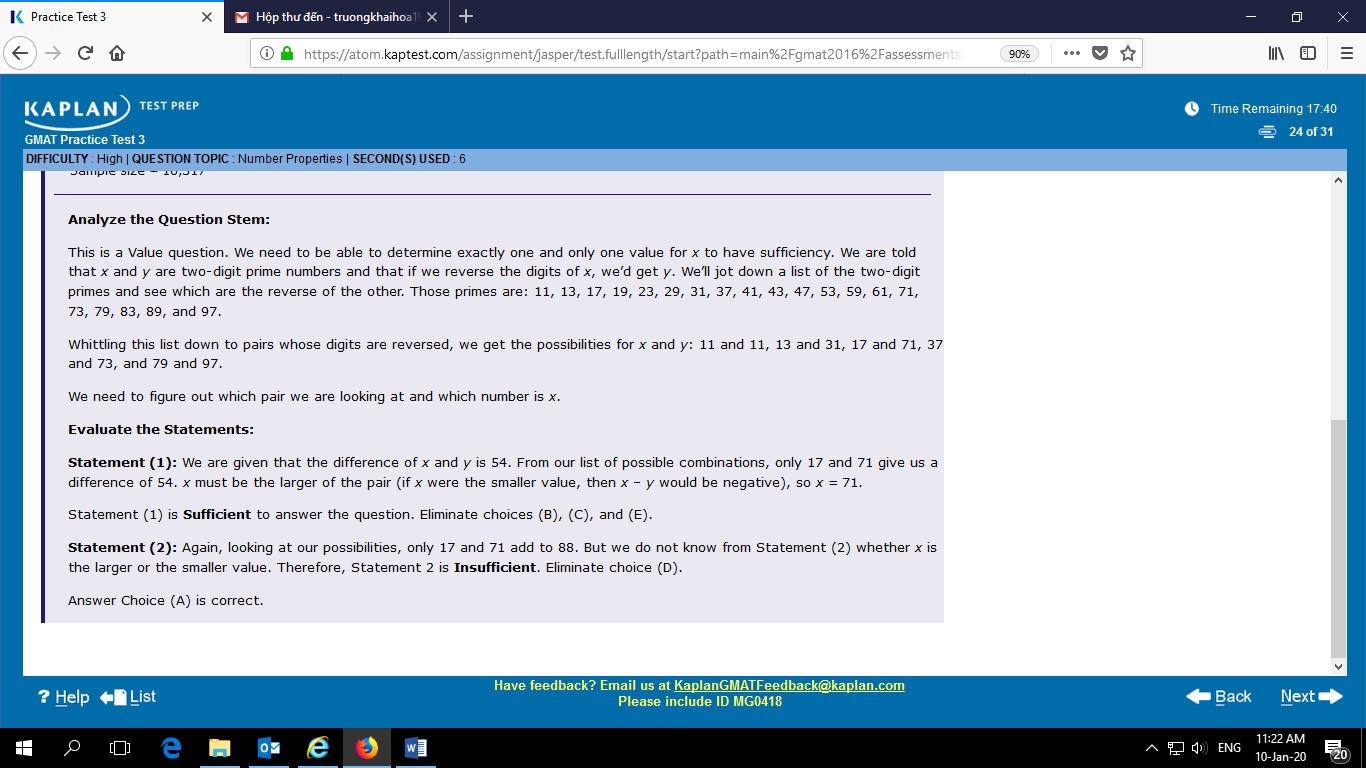 Practice Test 3
Hộp thư đến - truongkhaihoa1
https://atom.kaptest.com/assignment/jasper/test.fulllength/start?path=main%2Fgmat2016%2Fassessments
90%
KAPLAN TEST PREP
Time Remaining 17:40
GMAT Practice Test 3
24 of 31
DIFFICULTY : High | QUESTION TOPIC : Number Properties | SECOND(S) USED : 6
Sample size = 10,317
Analyze the Question Stem:
This is a Value question. We need to be able to determine exactly one and only one value for x to have sufficiency. We are told
that x and y are two-digit prime numbers and that if we reverse the digits of x, we'd get y. We'll jot down a list of the two-digit
primes and see which are the reverse of the other. Those primes are: 11, 13, 17, 19, 23, 29, 31, 37, 41, 43, 47, 53, 59, 61, 71,
73, 79, 83, 89, and 97.
Whittling this list down to pairs whose digits are reversed, we get the possibilities for x and y: 11 and 11, 13 and 31, 17 and 71, 37
and 73, and 79 and 97.
We need to figure out which pair we are looking at and which number is x.
Evaluate the Statements:
Statement (1): We are given that the difference of x and y is 54. From our list of possible combinations, only 17 and 71 give us a
difference of 54. x must be the larger of the pair (if x were the smaller value, then x − y would be negative), so x = 71.
Statement (1) is Sufficient to answer the question. Eliminate choices (B), (C), and (E).
Statement (2): Again, looking at our possibilities, only 17 and 71 add to 88. But we do not know from Statement (2) whether x is
the larger or the smaller value. Therefore, Statement 2 is Insufficient. Eliminate choice (D).
Answer Choice (A) is correct.
? Help List
Have feedback? Email us at KaplanGMATFeedback@kaplan.com
Please include ID MG0418
Back Next
ENG
11:22 AM
10-Jan-20
20